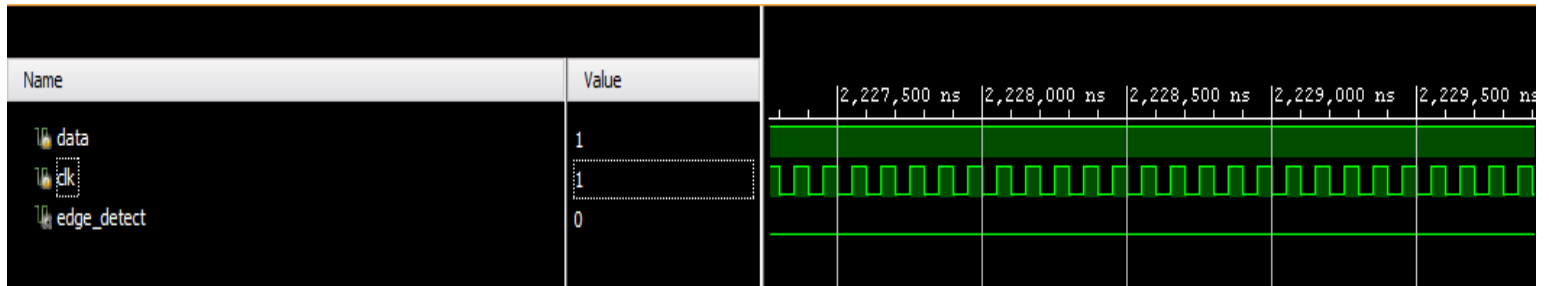 Name Value
2,227,500 ns 2,228,000 ns 2,228,500 ns 2,229,000 ns 2,229,500 ns
data 1
clk 1
edge_detect 0